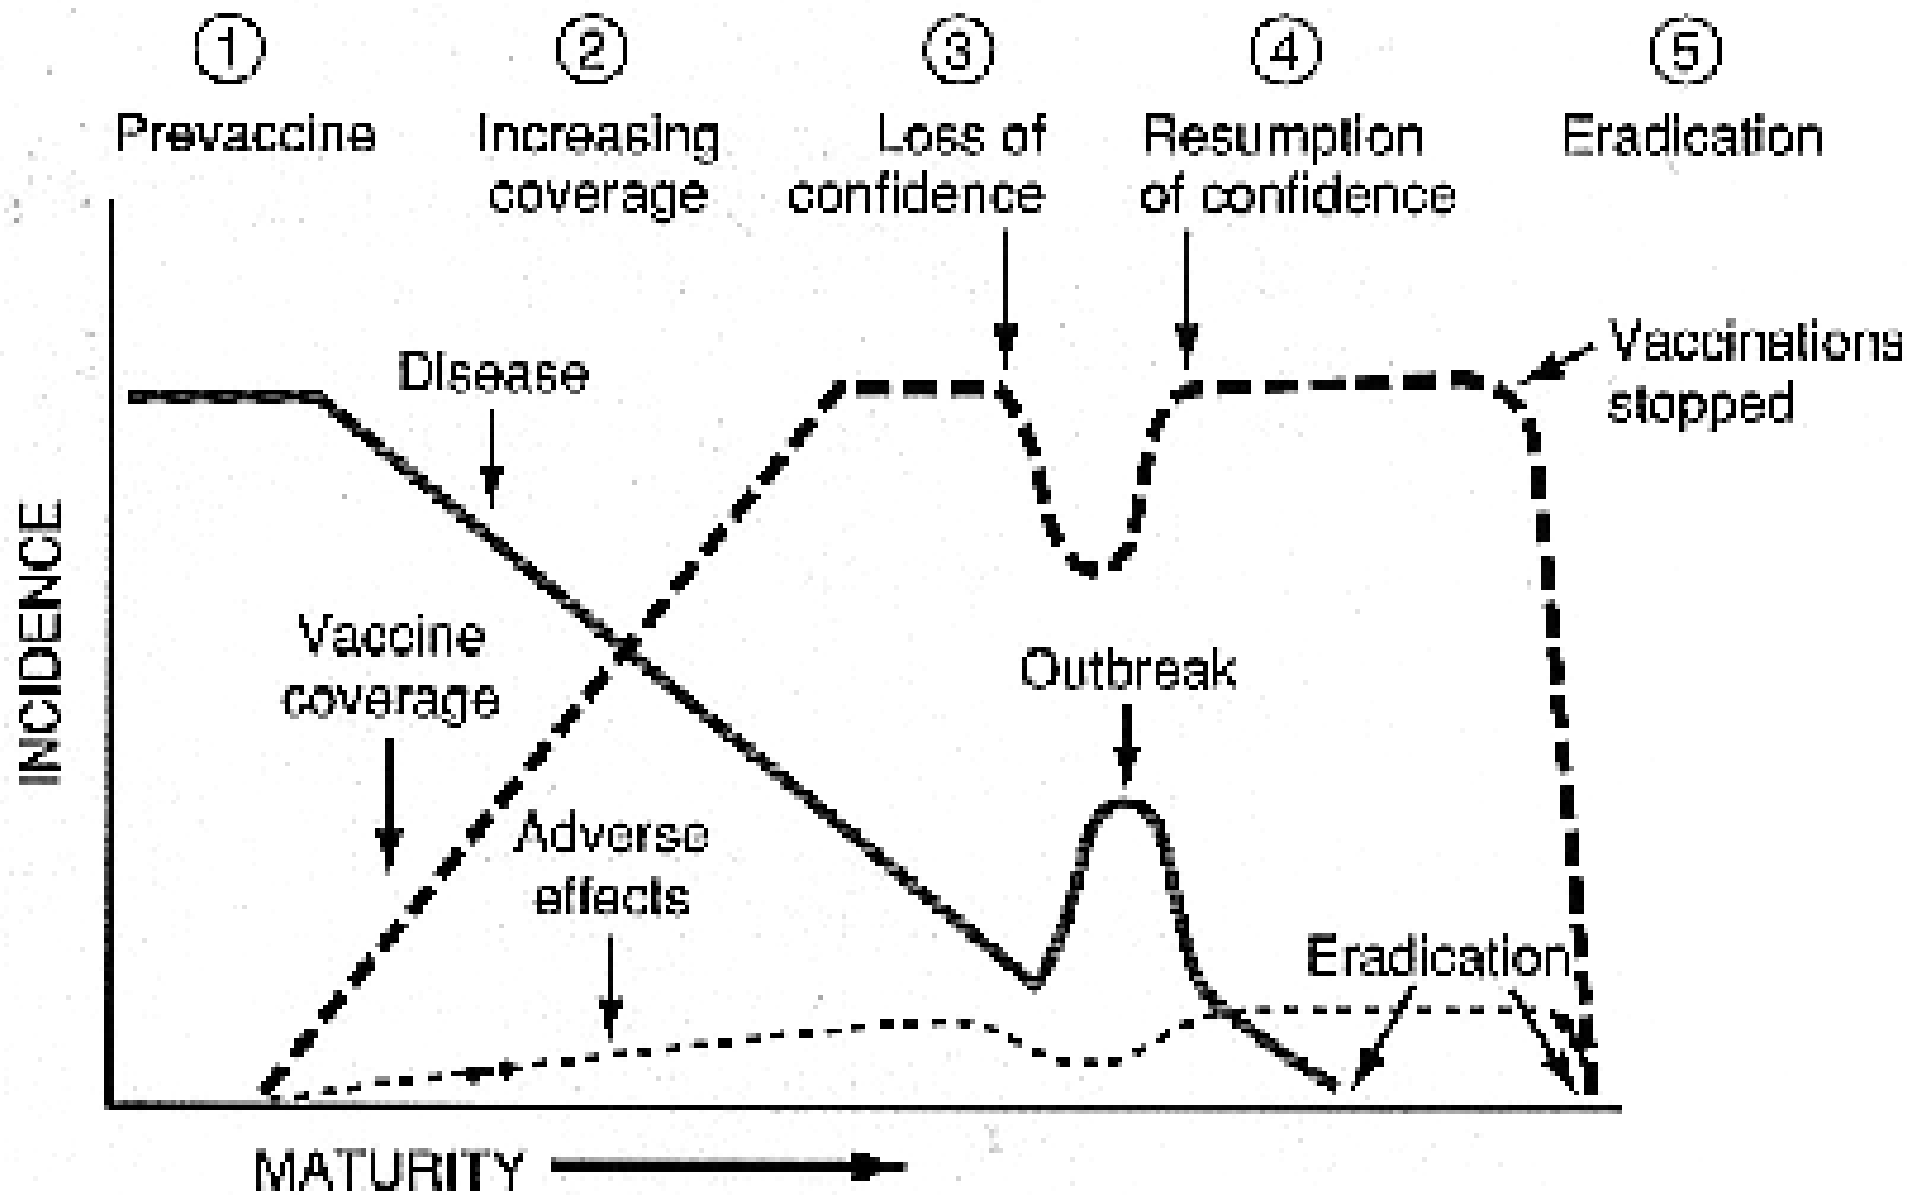 ① ② ③ ④ ⑤
Prevaccine
Increasing
coverage
Loss of
confidence
Resumption
of confidence
Eradication
Disease
Vaccinations
stopped
Vaccine
coverage
Outbreak
Adverse
effects
Eradication
INCIDENCE
MATURITY